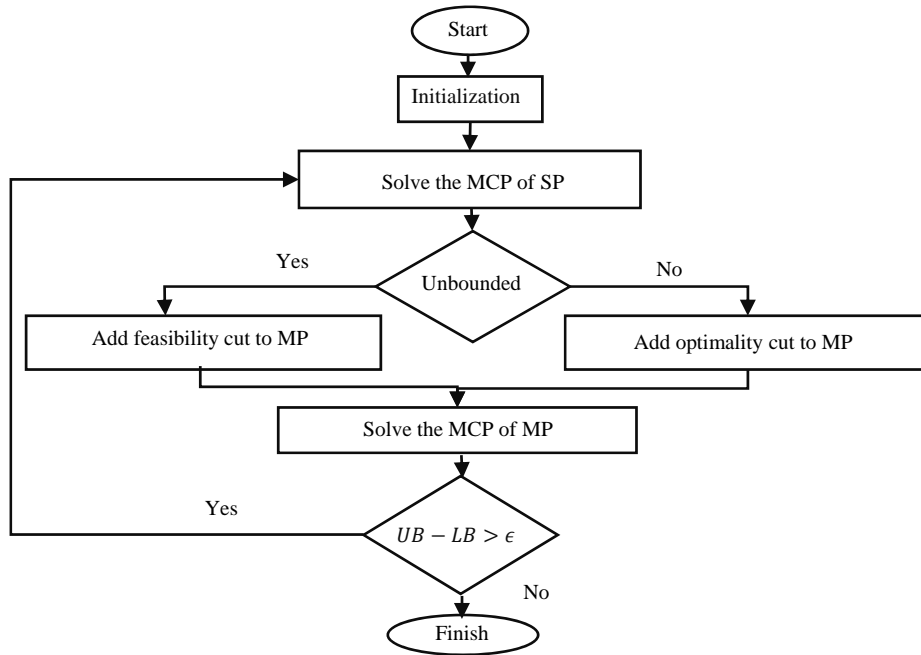 Start
Initialization
Solve the MCP of SP
Yes
No
Unbounded
Add feasibility cut to MP
Add optimality cut to MP
Solve the MCP of MP
Yes
UB − LB > ϵ
No
Finish